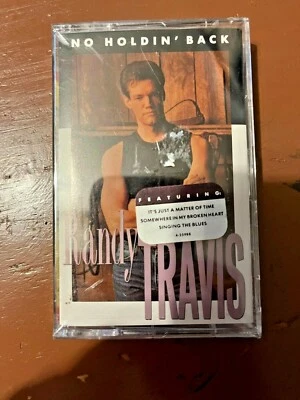 NO HOLDIN' BACK
FEATURING:
IT'S JUST A MATTER OF TIME
SOMEWHERE IN MY BROKEN HEART
SINGING THE BLUES
Randy
TRAVIS